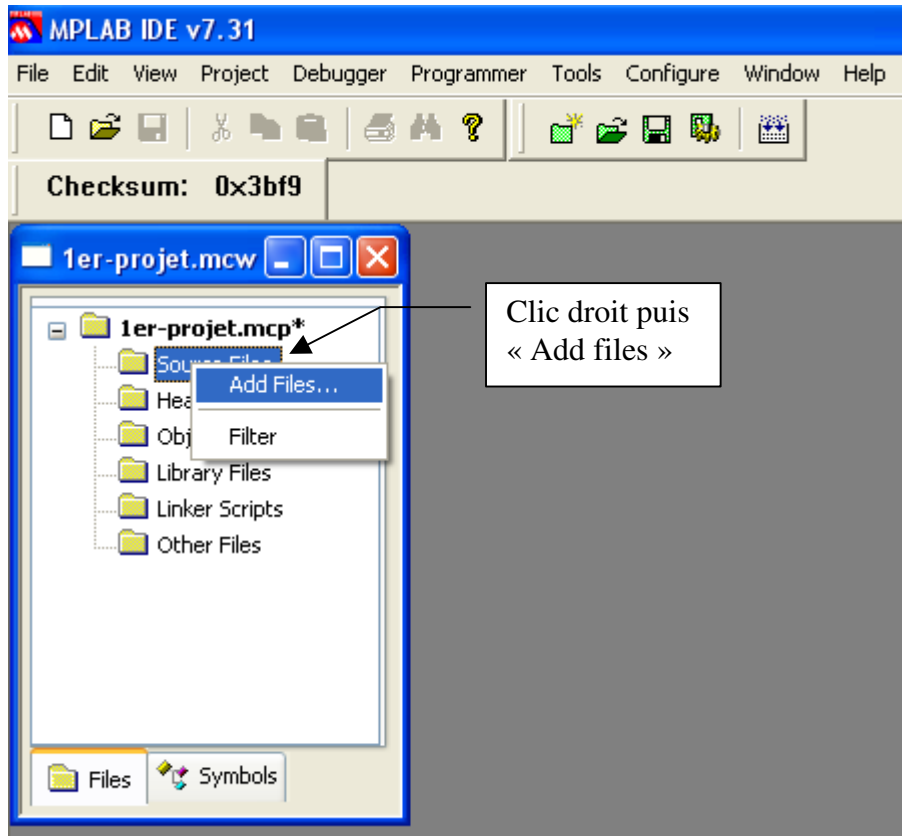 MPLAB IDE v7.31
File Edit View Project Debugger Programmer Tools Configure Window Help
Checksum: 0x3bf9
1er-projet.mcw
1er-projet.mcp*
Clic droit puis
« Add files »
Add Files...
Filter
Library Files
Linker Scripts
Other Files
Files Symbols